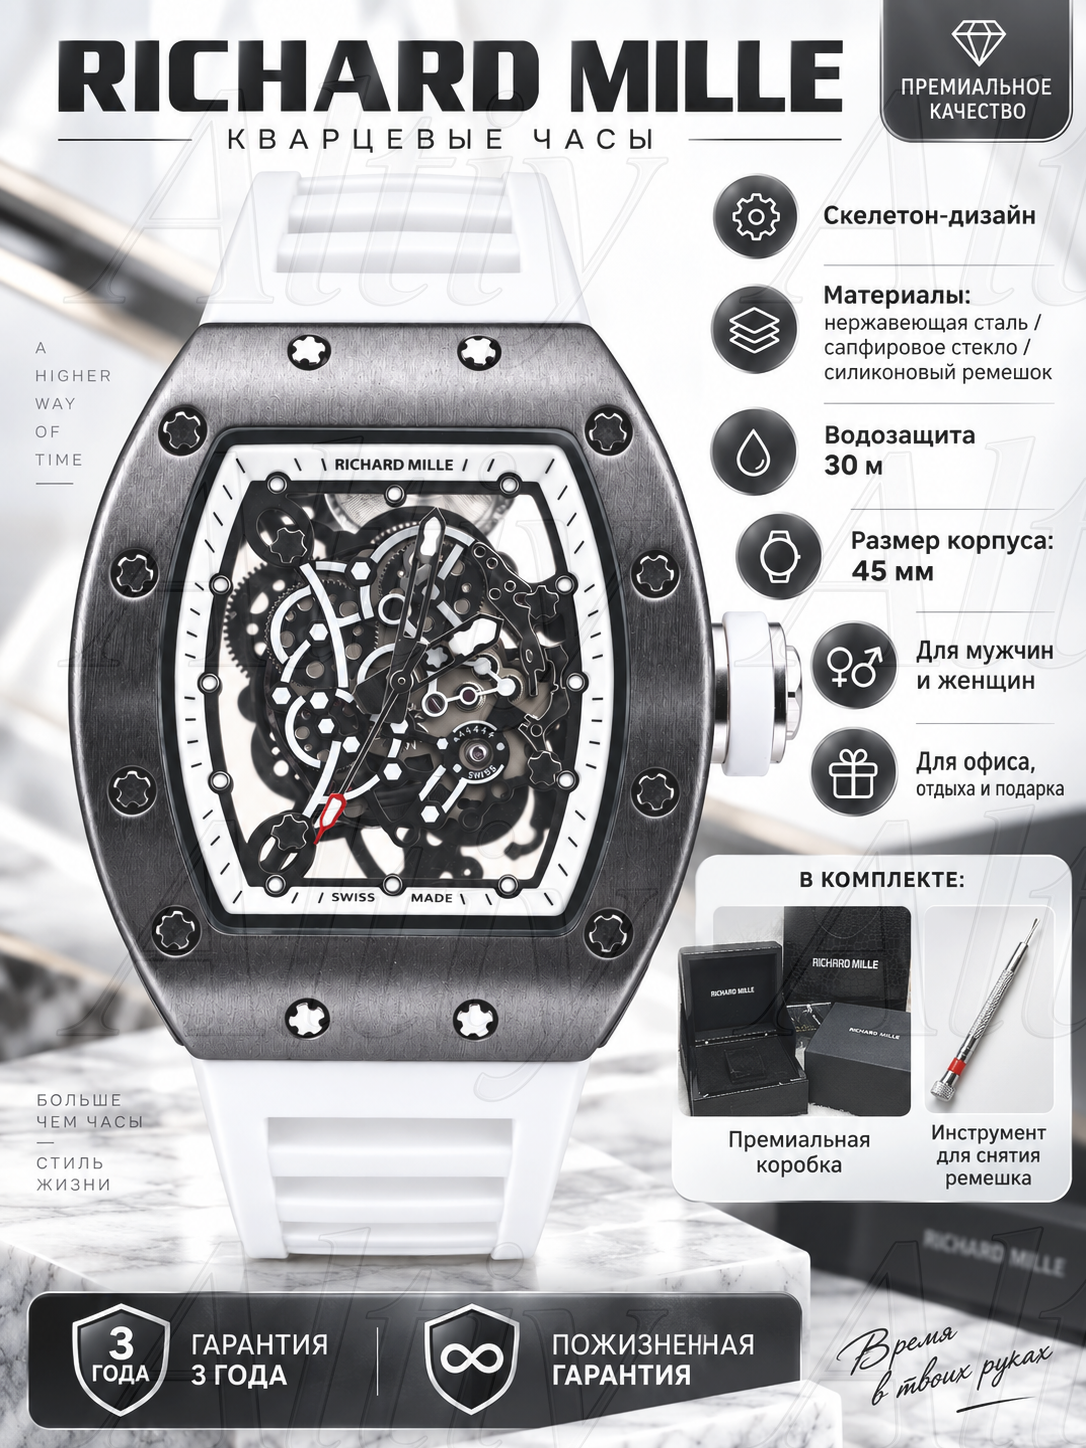 RICHARD MILLE
КВАРЦЕВЫЕ ЧАСЫ
ПРЕМИАЛЬНОЕ
КАЧЕСТВО
Скелетон-дизайн
Материалы:
нержавеющая сталь /
сапфировое стекло /
силиконовый ремешок
Водозащита
30 м
Размер корпуса:
45 мм
Для мужчин
и женщин
Для офиса,
отдыха и подарка
A
HIGHER
WAY
OF
TIME
RICHARD MILLE
SWISS MADE
БОЛЬШЕ
ЧЕМ ЧАСЫ
СТИЛЬ
ЖИЗНИ
В КОМПЛЕКТЕ:
RICHARD MILLE
RICHARD MILLE
RICHARD MILLE
Премиальная
коробка
Инструмент
для снятия
ремешка
RICHARD MILLE
3
ГОДА
ГАРАНТИЯ
3 ГОДА
ПОЖИЗНЕННАЯ
ГАРАНТИЯ
Время
в твоих руках
Altiy